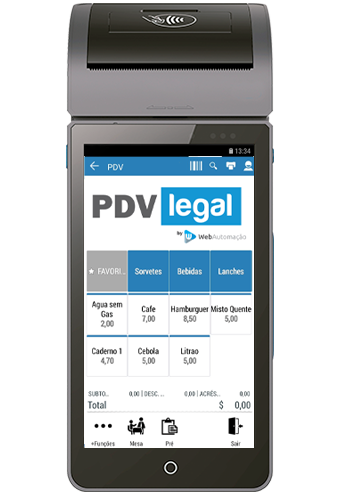 13:34
PDV
PDV legal
by W WebAutomação
★ FAVORI... Sorvetes Bebidas Lanches
Agua sem Gas Cafe Hamburguer Misto Quente
2,00 7,00 8,50 5,00
Caderno 1 Cebola Litrao
4,70 5,00 5,00
SUBTO.. 0,00 | DESC... 0,00 | ACRÉS.. 0,00
Total $ 0,00
+Funções Mesa Pré Sair